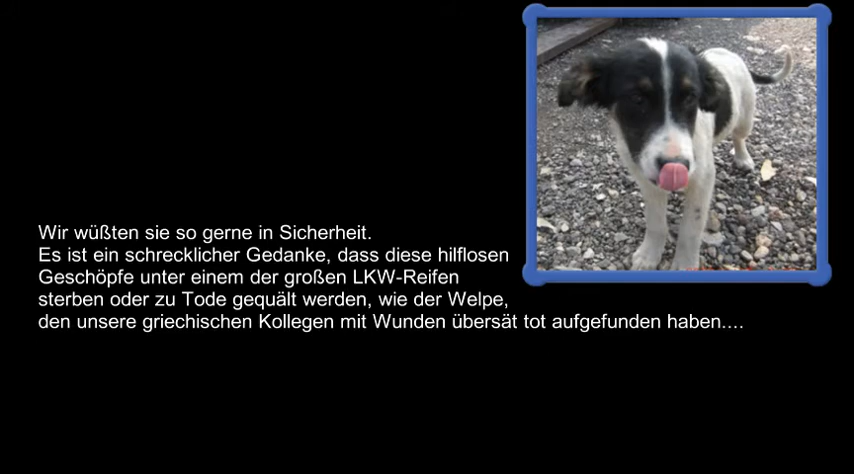 Wir wüßten sie so gerne in Sicherheit.
Es ist ein schrecklicher Gedanke, dass diese hilflosen
Geschöpfe unter einem der großen LKW-Reifen
sterben oder zu Tode gequält werden, wie der Welpe,
den unsere griechischen Kollegen mit Wunden übersät tot aufgefunden haben....